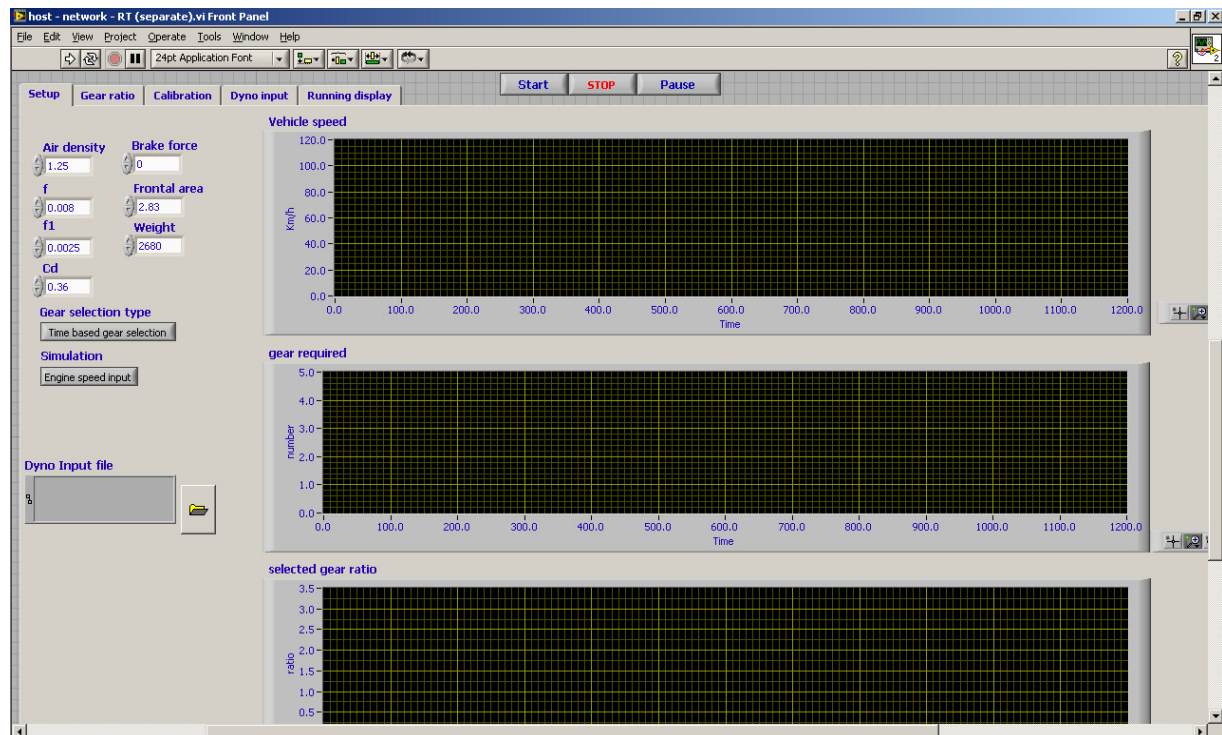 host - network - RT (separate).vi Front Panel
File Edit View Project Operate Tools Window Help
24pt Application Font
2
Start STOP Pause
Setup Gear ratio Calibration Dyno input Running display
Air density Brake force
1.25 0
f Frontal area
0.008 2.83
f1 Weight
0.0025 2680
Cd
0.36
Gear selection type
Time based gear selection
Simulation
Engine speed input
Dyno Input file
Vehicle speed
120.0
100.0
80.0
60.0
40.0
20.0
0.0
Km/h
0.0 100.0 200.0 300.0 400.0 500.0 600.0 700.0 800.0 900.0 1000.0 1100.0 1200.0
Time
gear required
5.0
4.0
3.0
2.0
1.0
0.0
number
0.0 100.0 200.0 300.0 400.0 500.0 600.0 700.0 800.0 900.0 1000.0 1100.0 1200.0
Time
selected gear ratio
3.5
3.0
2.5
2.0
1.5
1.0
0.5
ratio